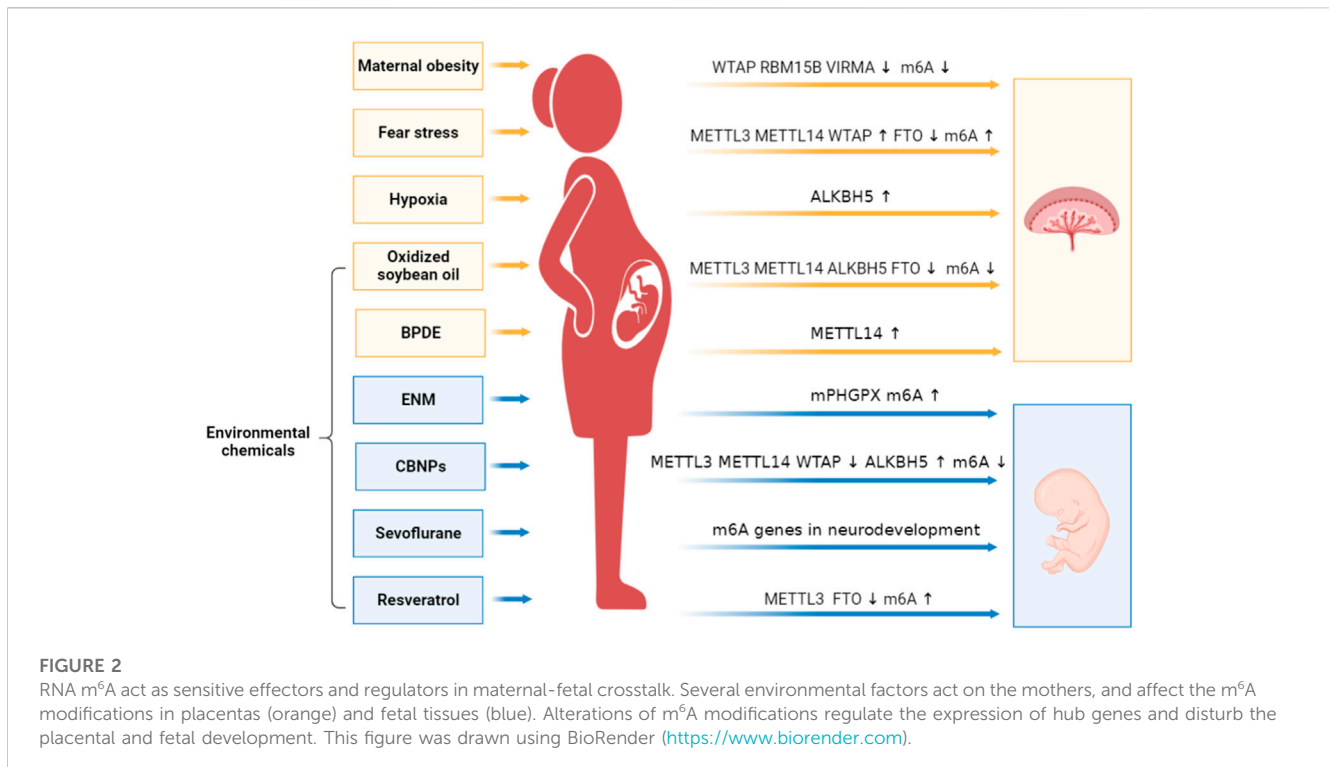 Maternal obesity
WTAP RBM15B VIRMA ↓ m6A ↓
Fear stress
METTL3 METTL14 WTAP ↑ FTO ↓ m6A ↑
Hypoxia
ALKBH5 ↑
Oxidized
soybean oil
METTL3 METTL14 ALKBH5 FTO ↓ m6A ↓
BPDE
METTL14 ↑
ENM
mPHGPX m6A ↑
Environmental
chemicals
CBNPs
METTL3 METTL14 WTAP ↓ ALKBH5 ↑ m6A ↓
Sevoflurane
m6A genes in neurodevelopment
Resveratrol
METTL3 FTO ↓ m6A ↑
FIGURE 2
RNA m⁶A act as sensitive effectors and regulators in maternal-fetal crosstalk. Several environmental factors act on the mothers, and affect the m⁶A
modifications in placentas (orange) and fetal tissues (blue). Alterations of m⁶A modifications regulate the expression of hub genes and disturb the
placental and fetal development. This figure was drawn using BioRender (https://www.biorender.com).